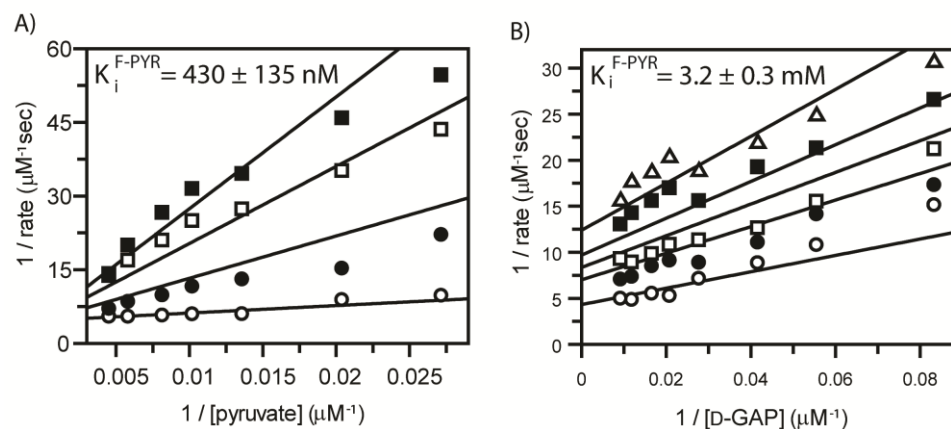 A)
K i F-PYR = 430 ± 135 nM
60
45
30
15
0
0.005 0.01 0.015 0.02 0.025
1 / rate (µM⁻¹sec)
1 / [pyruvate] (µM⁻¹)
B)
K i F-PYR = 3.2 ± 0.3 mM
30
25
20
15
10
5
0
0 0.02 0.04 0.06 0.08
1 / rate (µM⁻¹sec)
1 / [D-GAP] (µM⁻¹)